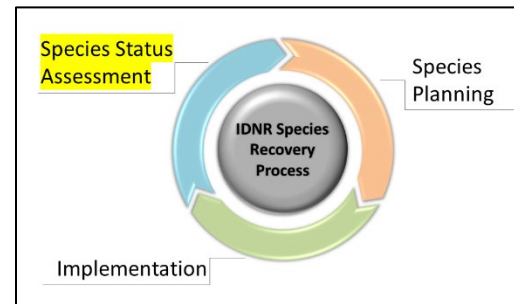 Species Status
Assessment
Species
Planning
IDNR Species
Recovery
Process
Implementation